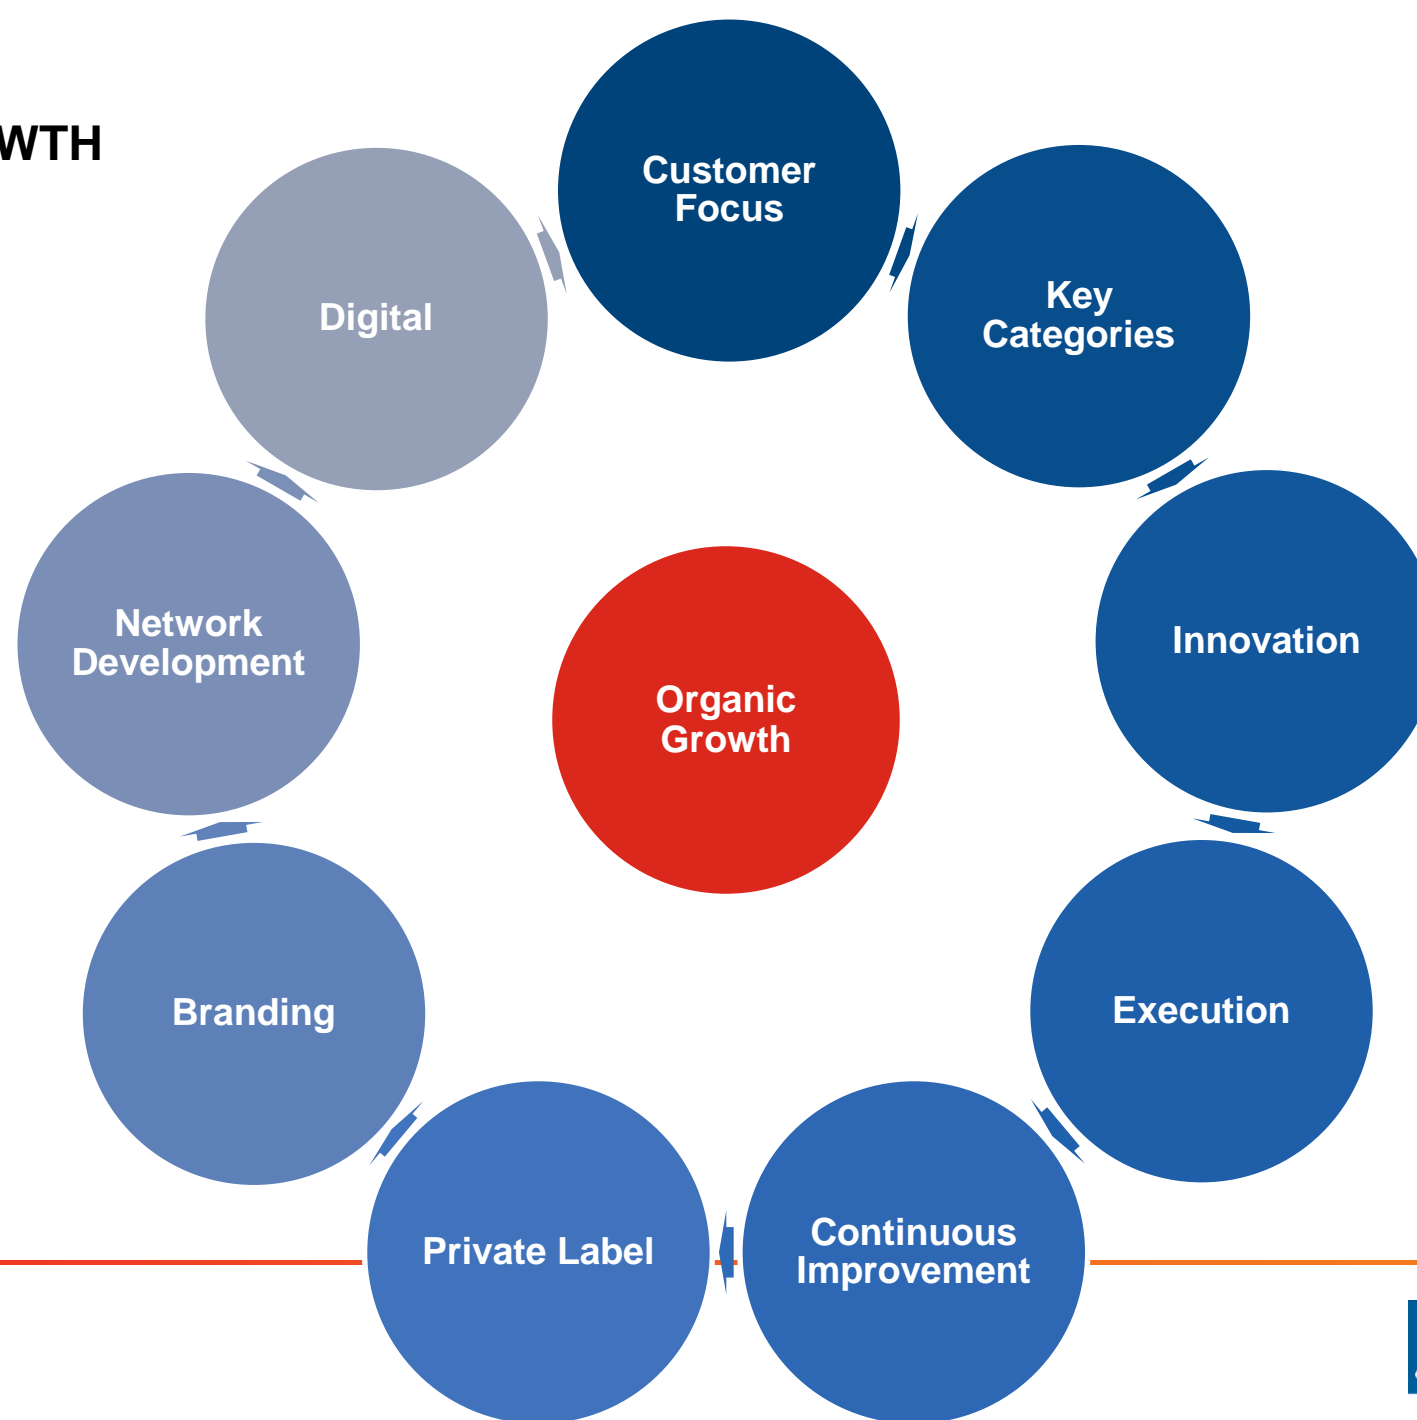 WTH
Customer
Focus
Key
Categories
Innovation
Execution
Continuous
Improvement
Private Label
Branding
Network
Development
Digital
Organic
Growth